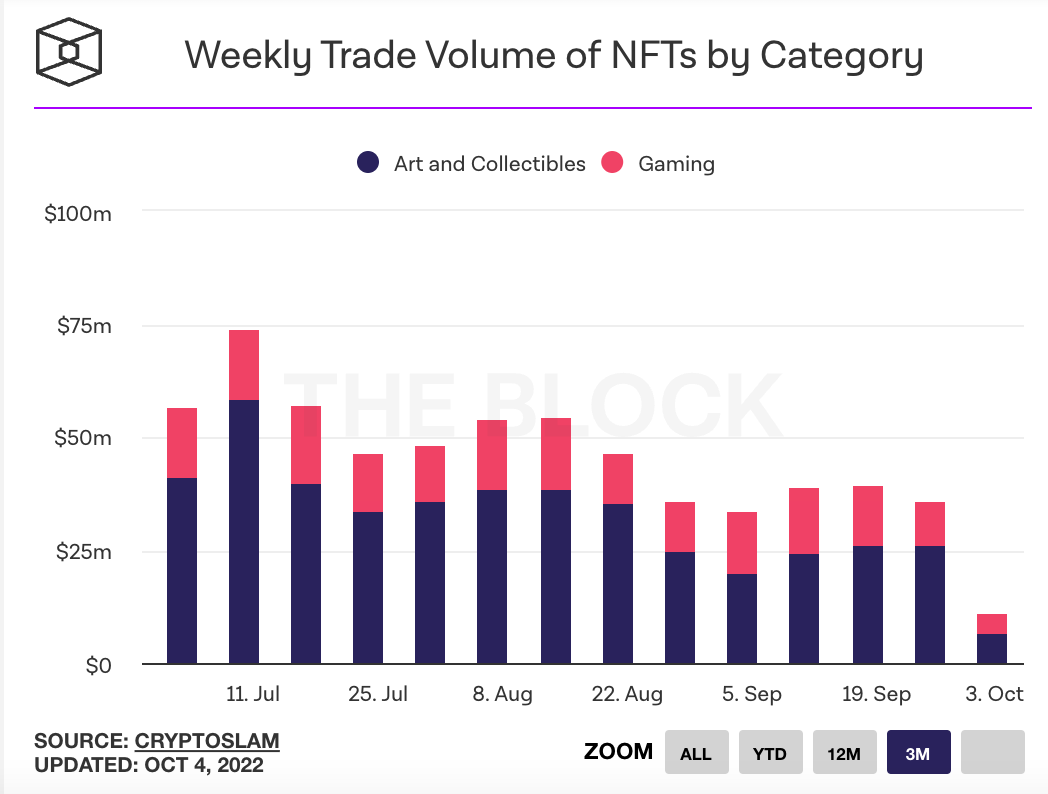 Weekly Trade Volume of NFTs by Category
Art and Collectibles Gaming
$100m
$75m
THE BLOCK
$50m
$25m
$0
11. Jul 25. Jul 8. Aug 22. Aug 5. Sep 19. Sep 3. Oct
SOURCE: CRYPTOSLAM
UPDATED: OCT 4, 2022
ZOOM ALL YTD 12M 3M